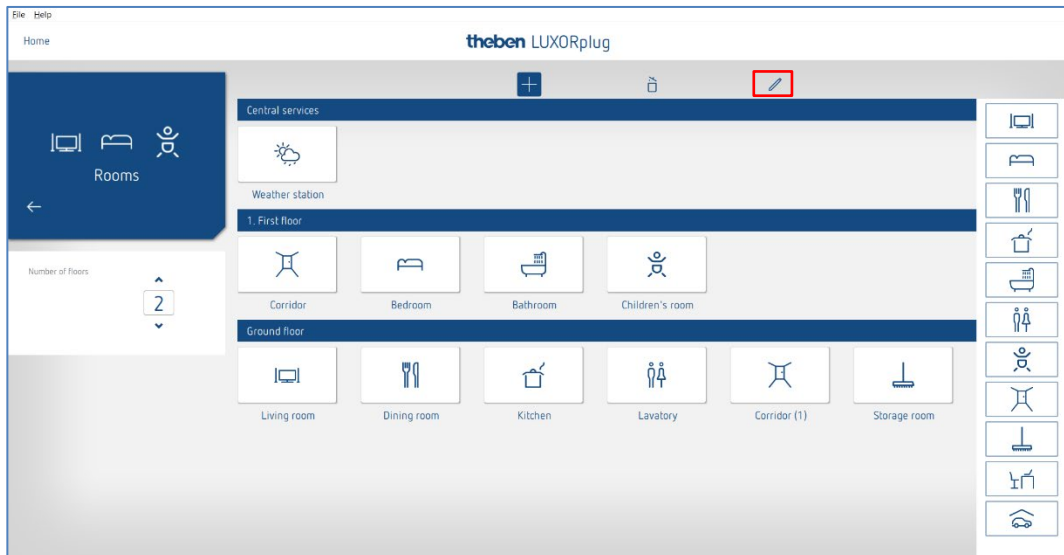 File Help
Home
theben LUXORplug
Central services
Rooms
Weather station
1. First floor
Number of floors
2
Corridor Bedroom Bathroom Children's room
Ground floor
Living room Dining room Kitchen Lavatory Corridor (1) Storage room